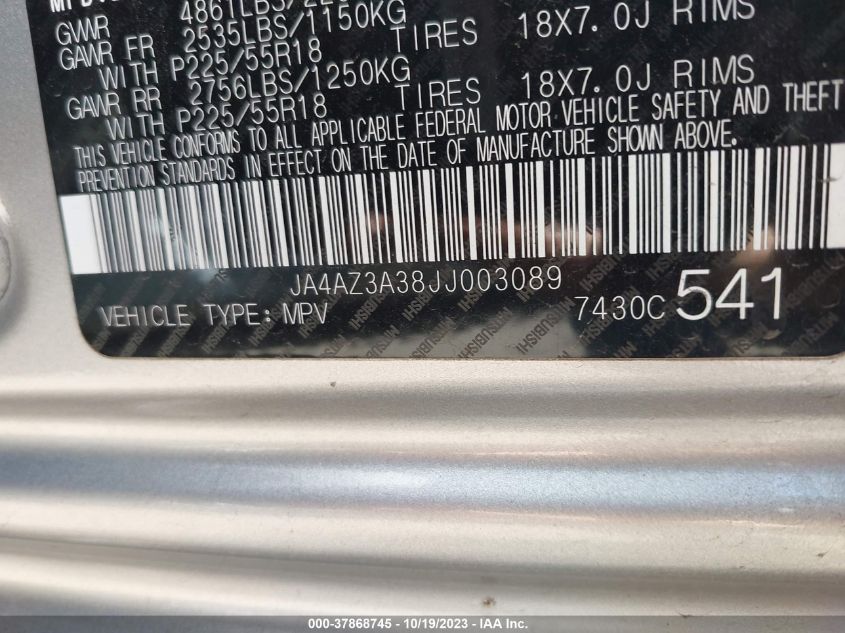 GWWR 4861LBS/
GAWR FR 2535LBS/1150KG
WITH P225/55R18 TIRES 18X7.0J RIMS
GAWR RR 2756LBS/1250KG
WITH P225/55R18 TIRES 18X7.0J RIMS
THIS VEHICLE CONFORMS TO ALL APPLICABLE FEDERAL MOTOR VEHICLE SAFETY AND THEFT
PREVENTION STANDARDS IN EFFECT ON THE DATE OF MANUFACTURE SHOWN ABOVE.
JA4AZ3A38JJ003089
VEHICLE TYPE: MPV 7430C 541
MITSUBISHI
000-37868745 - 10/19/2023 - IAA Inc.